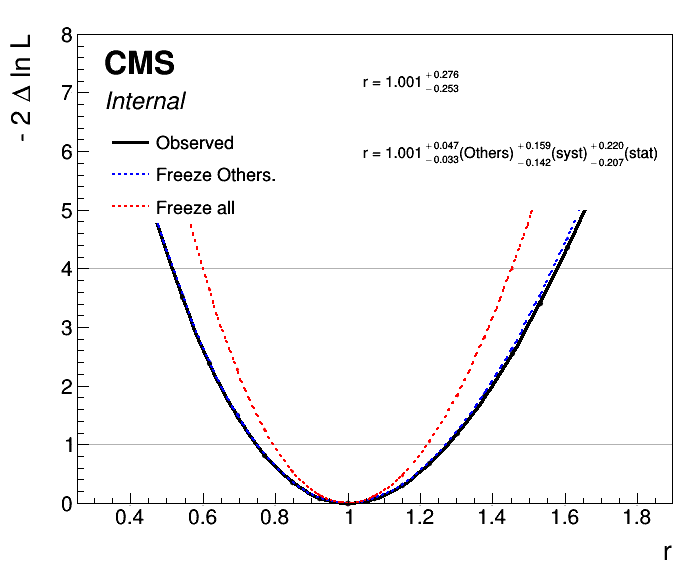 - 2 Δ ln L
8
7
6
5
4
3
2
1
0
CMS
Internal
Observed
Freeze Others.
Freeze all
r = 1.001 +0.276 −0.253
r = 1.001 +0.047 −0.033 (Others) +0.159 −0.142 (syst) +0.220 −0.207 (stat)
0.4 0.6 0.8 1 1.2 1.4 1.6 1.8
r